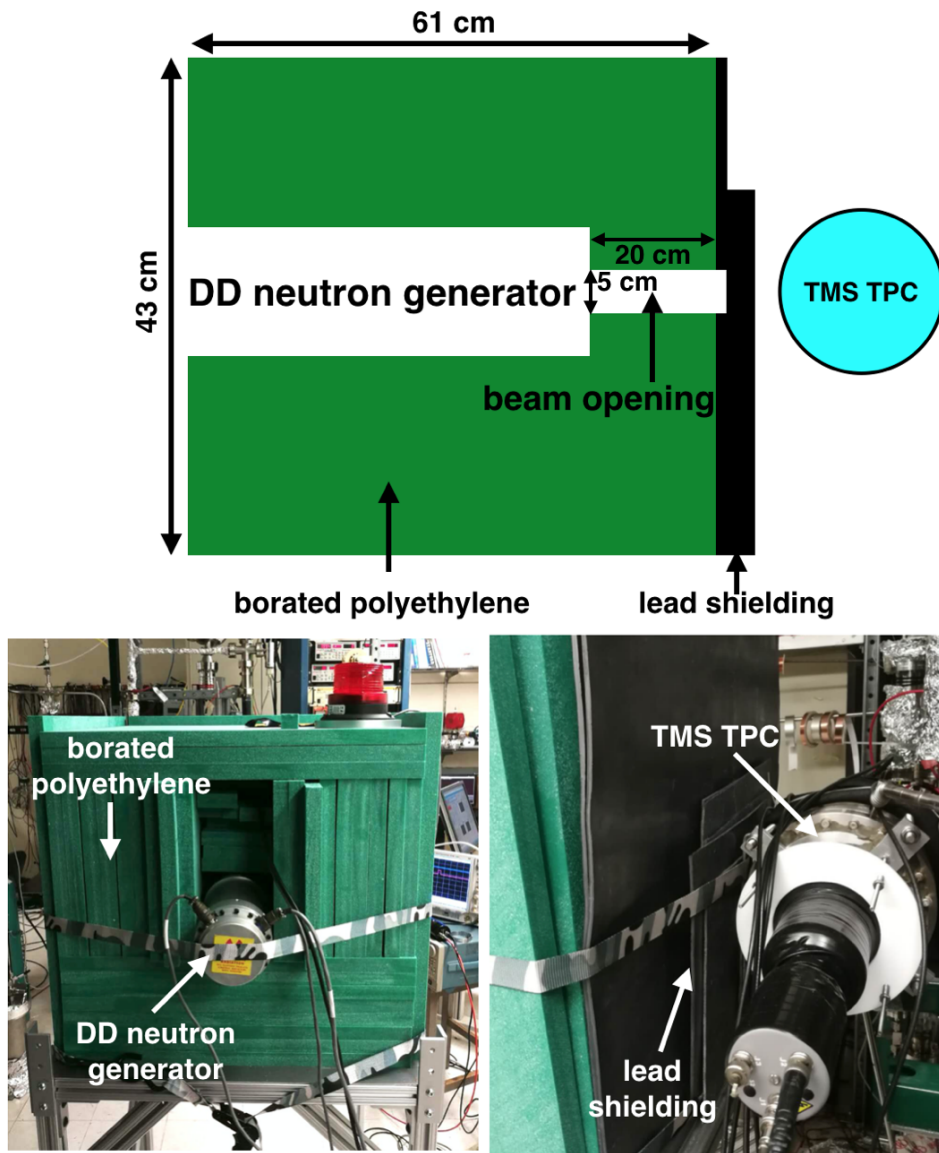 61 cm
43 cm
DD neutron generator
20 cm
5 cm
TMS TPC
beam opening
borated polyethylene
lead shielding
borated
polyethylene
DD neutron
generator
TMS TPC
lead
shielding